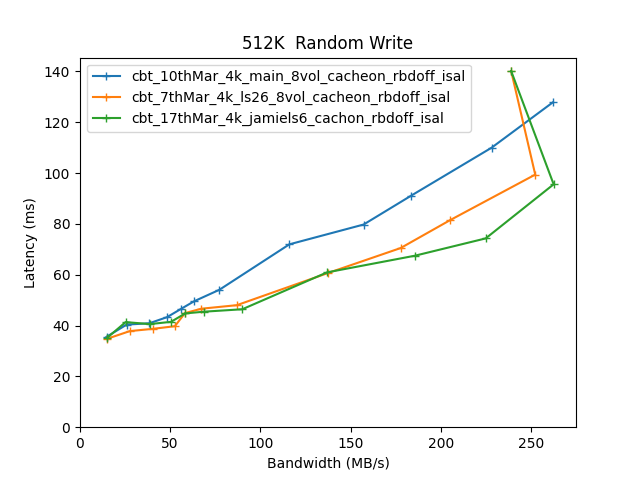 512K  Random Write
cbt_10thMar_4k_main_8vol_cacheon_rbdoff_isal
cbt_7thMar_4k_ls26_8vol_cacheon_rbdoff_isal
cbt_17thMar_4k_jamiels6_cachon_rbdoff_isal
Latency (ms)
140
120
100
80
60
40
20
0
0 50 100 150 200 250
Bandwidth (MB/s)